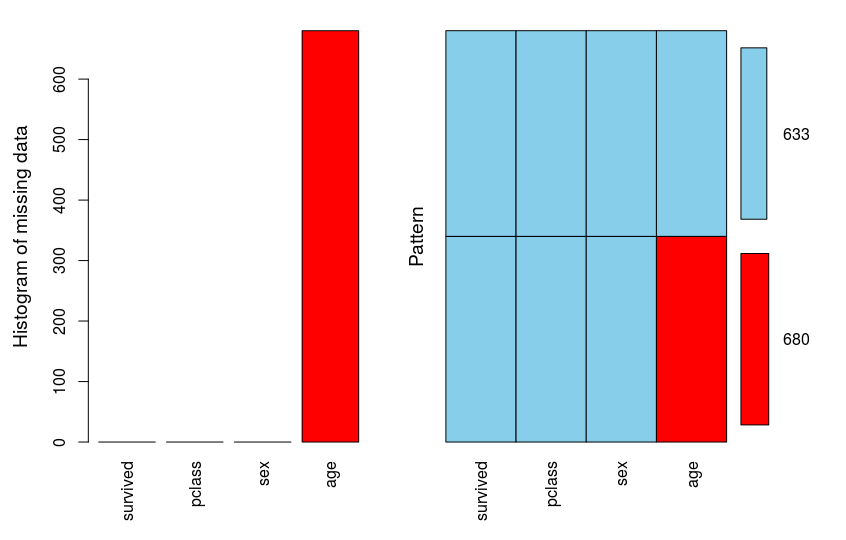 Histogram of missing data
600
500
400
300
200
100
0
survived
pclass
sex
age
Pattern
survived
pclass
sex
age
633
680